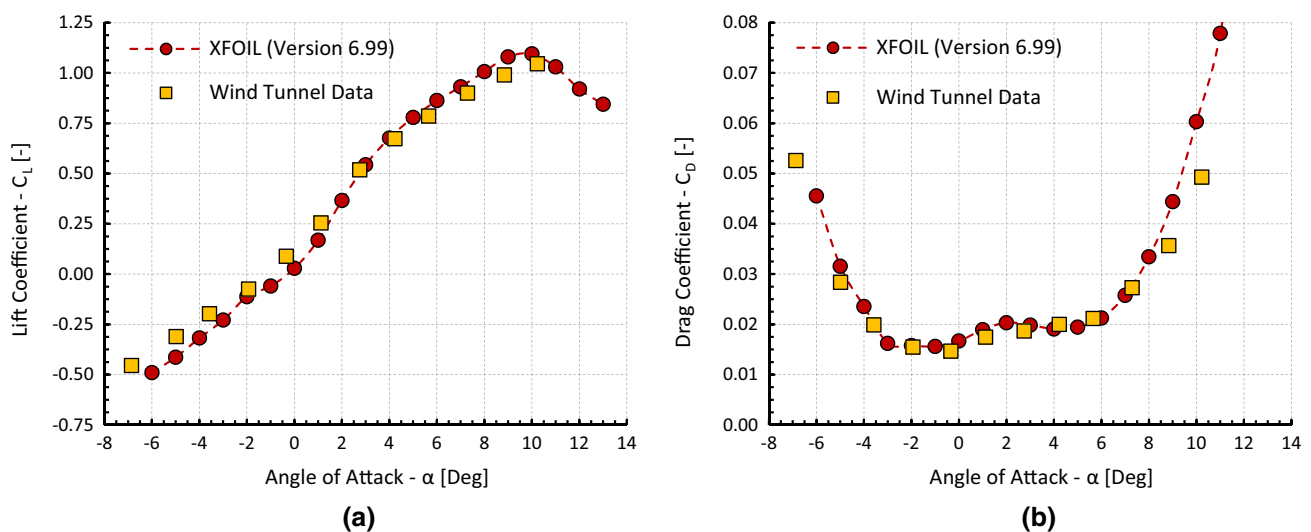 1.25
1.00
0.75
0.50
0.25
0.00
-0.25
-0.50
-0.75
Lift Coefficient - C_L [-]
XFOIL (Version 6.99)
Wind Tunnel Data
-8 -6 -4 -2 0 2 4 6 8 10 12 14
Angle of Attack - α [Deg]
(a)
0.08
0.07
0.06
0.05
0.04
0.03
0.02
0.01
0.00
Drag Coefficient - C_D [-]
XFOIL (Version 6.99)
Wind Tunnel Data
-8 -6 -4 -2 0 2 4 6 8 10 12 14
Angle of Attack - α [Deg]
(b)